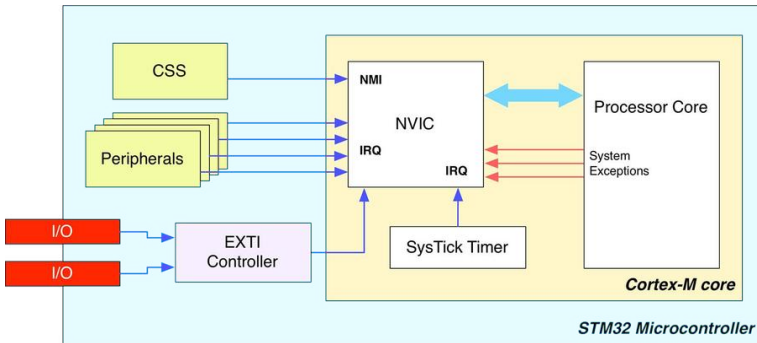 CSS
NMI
NVIC
Processor Core
Peripherals
IRQ
IRQ
System
Exceptions
I/O
I/O
EXTI
Controller
SysTick Timer
Cortex-M core
STM32 Microcontroller